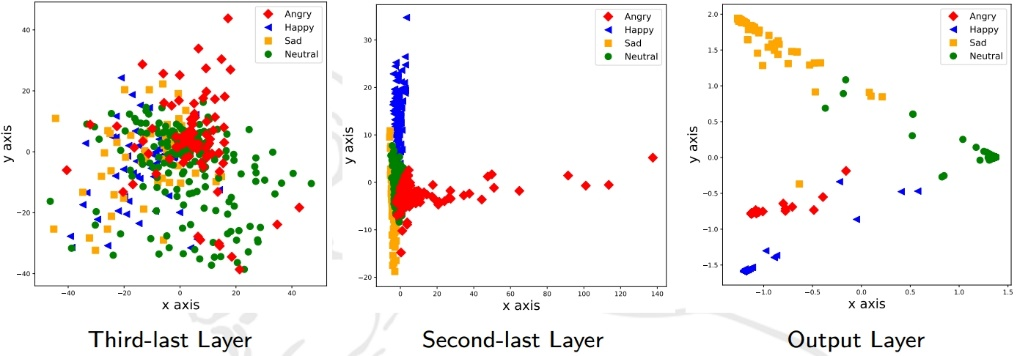 Angry
Happy
Sad
Neutral
40
20
0
−20
−40
y axis
−40 −20 0 20 40
x axis
Third-last Layer
Angry
Happy
Sad
Neutral
30
20
10
0
−10
−20
y axis
0 20 40 60 80 100 120 140
x axis
Second-last Layer
Angry
Happy
Sad
Neutral
2.0
1.5
1.0
0.5
0.0
−0.5
−1.0
−1.5
y axis
−1.0 −0.5 0.0 0.5 1.0 1.5
x axis
Output Layer